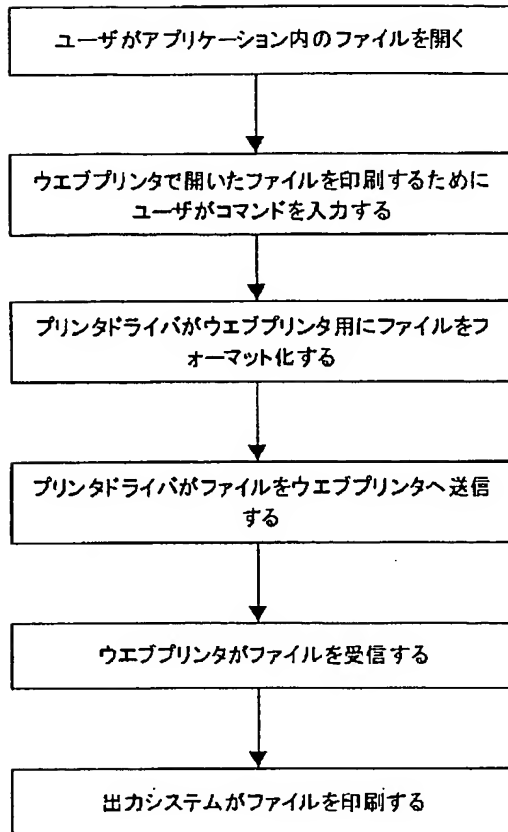 ユーザがアプリケーション内のファイルを開く
ウエブプリンタで開いたファイルを印刷するために
ユーザがコマンドを入力する
プリンタドライバがウエブプリンタ用にファイルをフ
ォーマット化する
プリンタドライバがファイルをウエブプリンタへ送信
する
ウエブプリンタがファイルを受信する
出力システムがファイルを印刷する